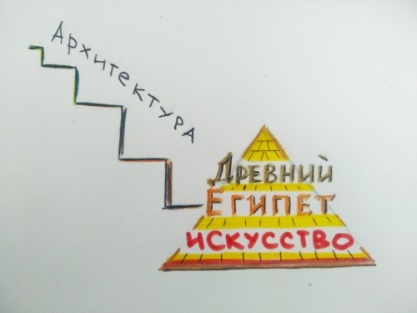 Архитектура
Древний
Египет
искусство